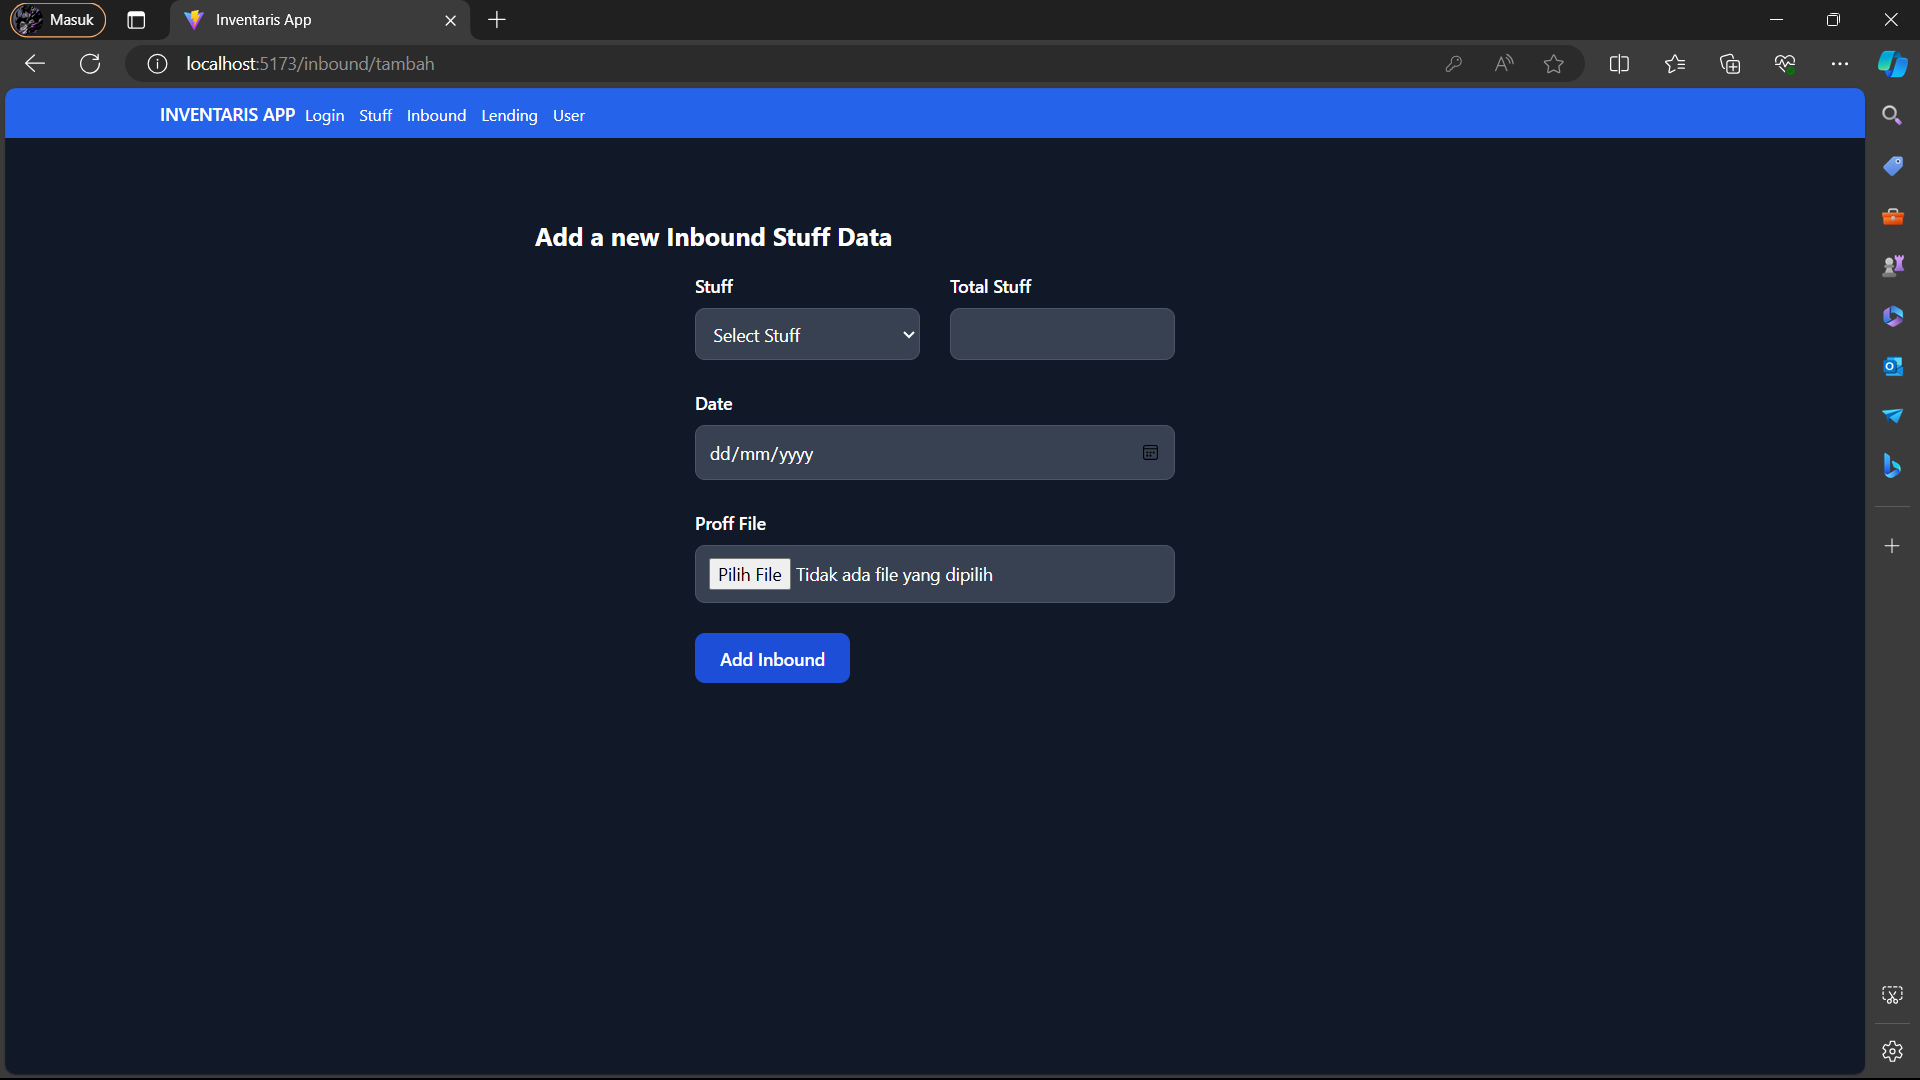 Masuk
Inventaris App
localhost:5173/inbound/tambah
INVENTARIS APP Login Stuff Inbound Lending User
Add a new Inbound Stuff Data
Stuff Total Stuff
Select Stuff
Date
dd/mm/yyyy
Proff File
Pilih File Tidak ada file yang dipilih
Add Inbound